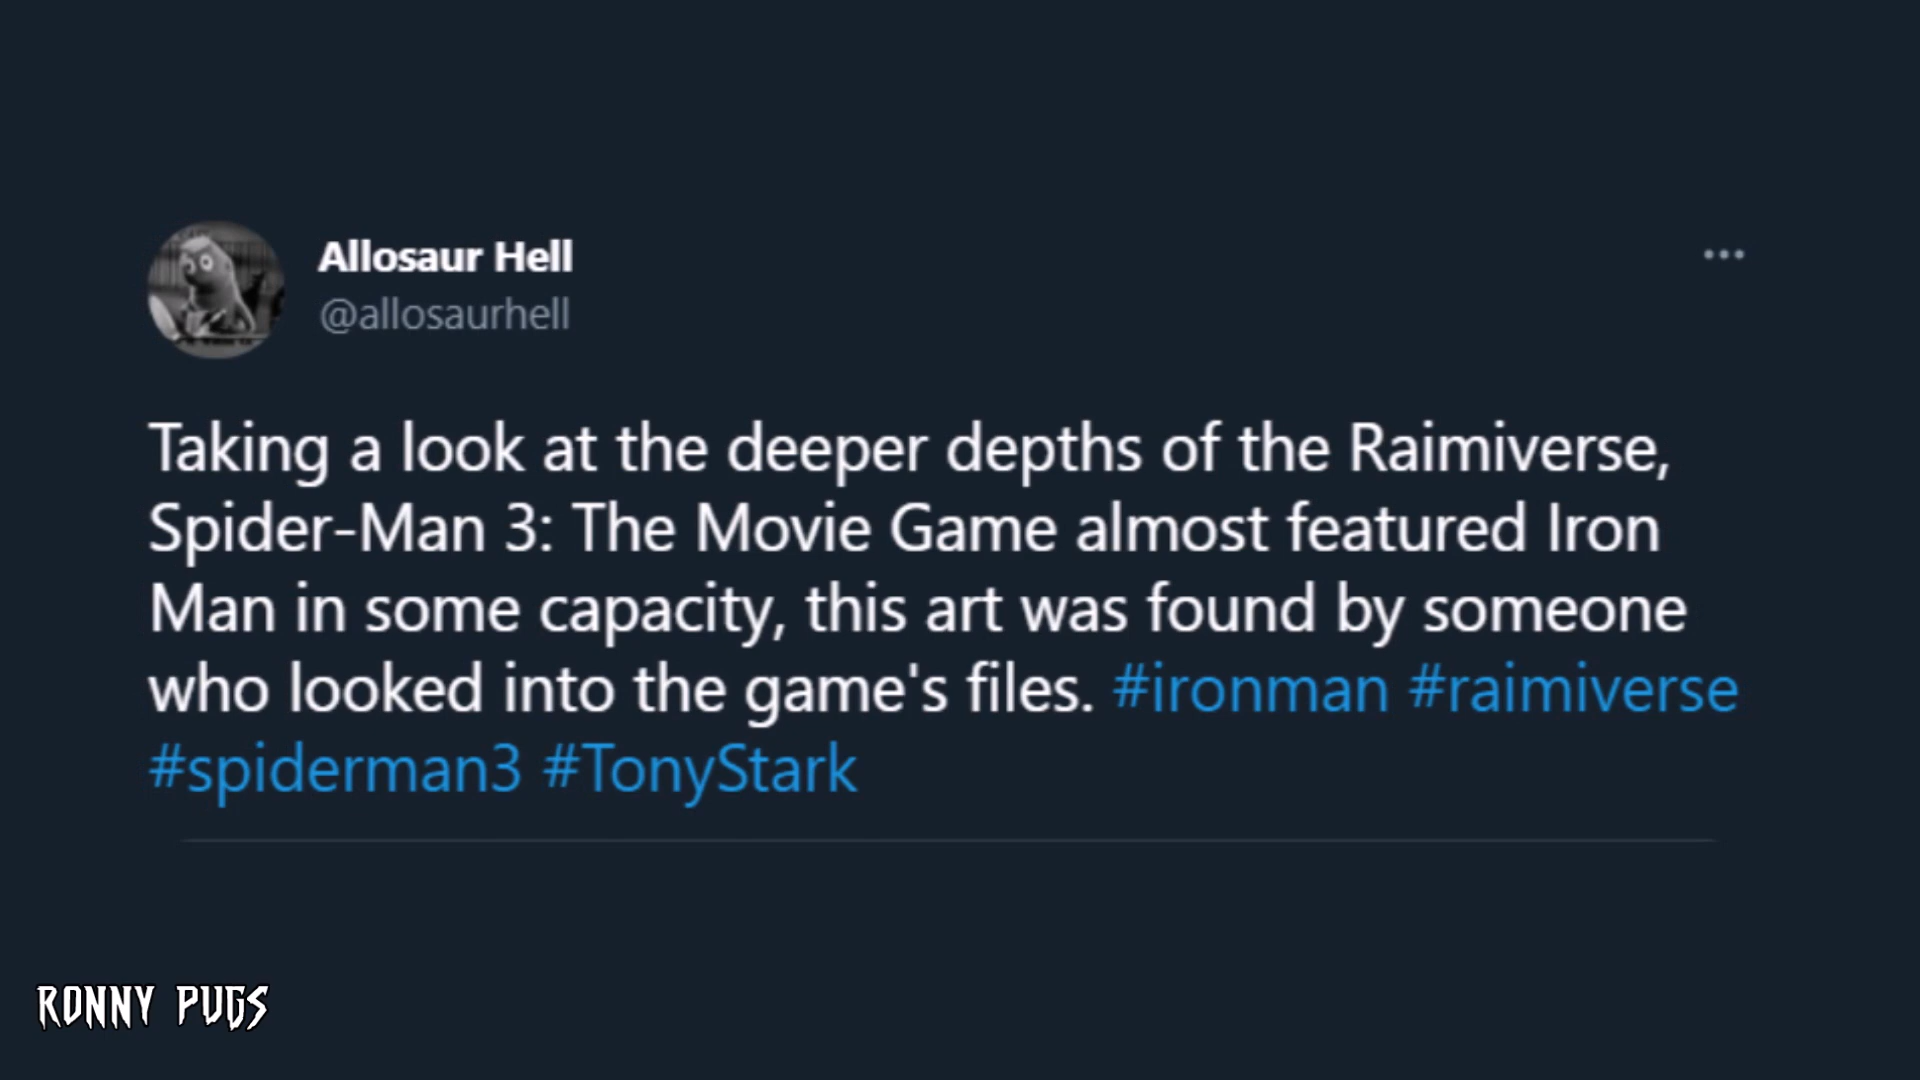 Allosaur Hell
@allosaurhell
Taking a look at the deeper depths of the Raimiverse,
Spider-Man 3: The Movie Game almost featured Iron
Man in some capacity, this art was found by someone
who looked into the game's files. #ironman #raimiverse
#spiderman3 #TonyStark
RONNY PUGS